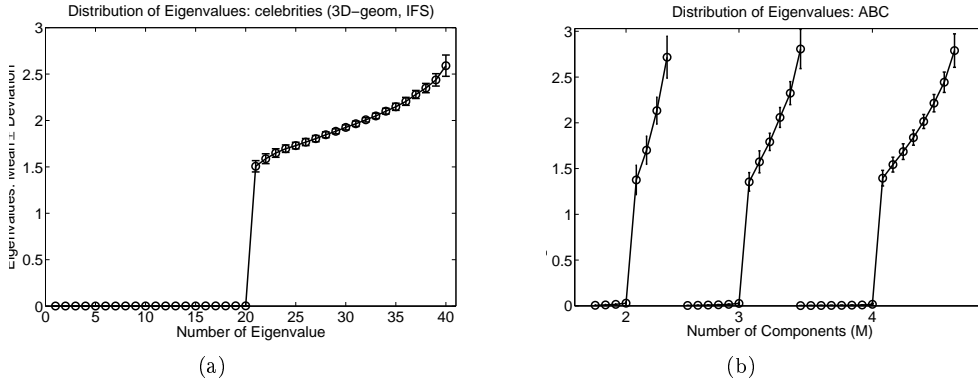 Distribution of Eigenvalues: celebrities (3D-geom, IFS)
Eigenvalues: Mean ± Deviation
3
2.5
2
1.5
1
0.5
0
0 5 10 15 20 25 30 35 40
Number of Eigenvalue
(a)
Distribution of Eigenvalues: ABC
3
2.5
2
1.5
1
0.5
0
2 3 4
Number of Components (M)
(b)